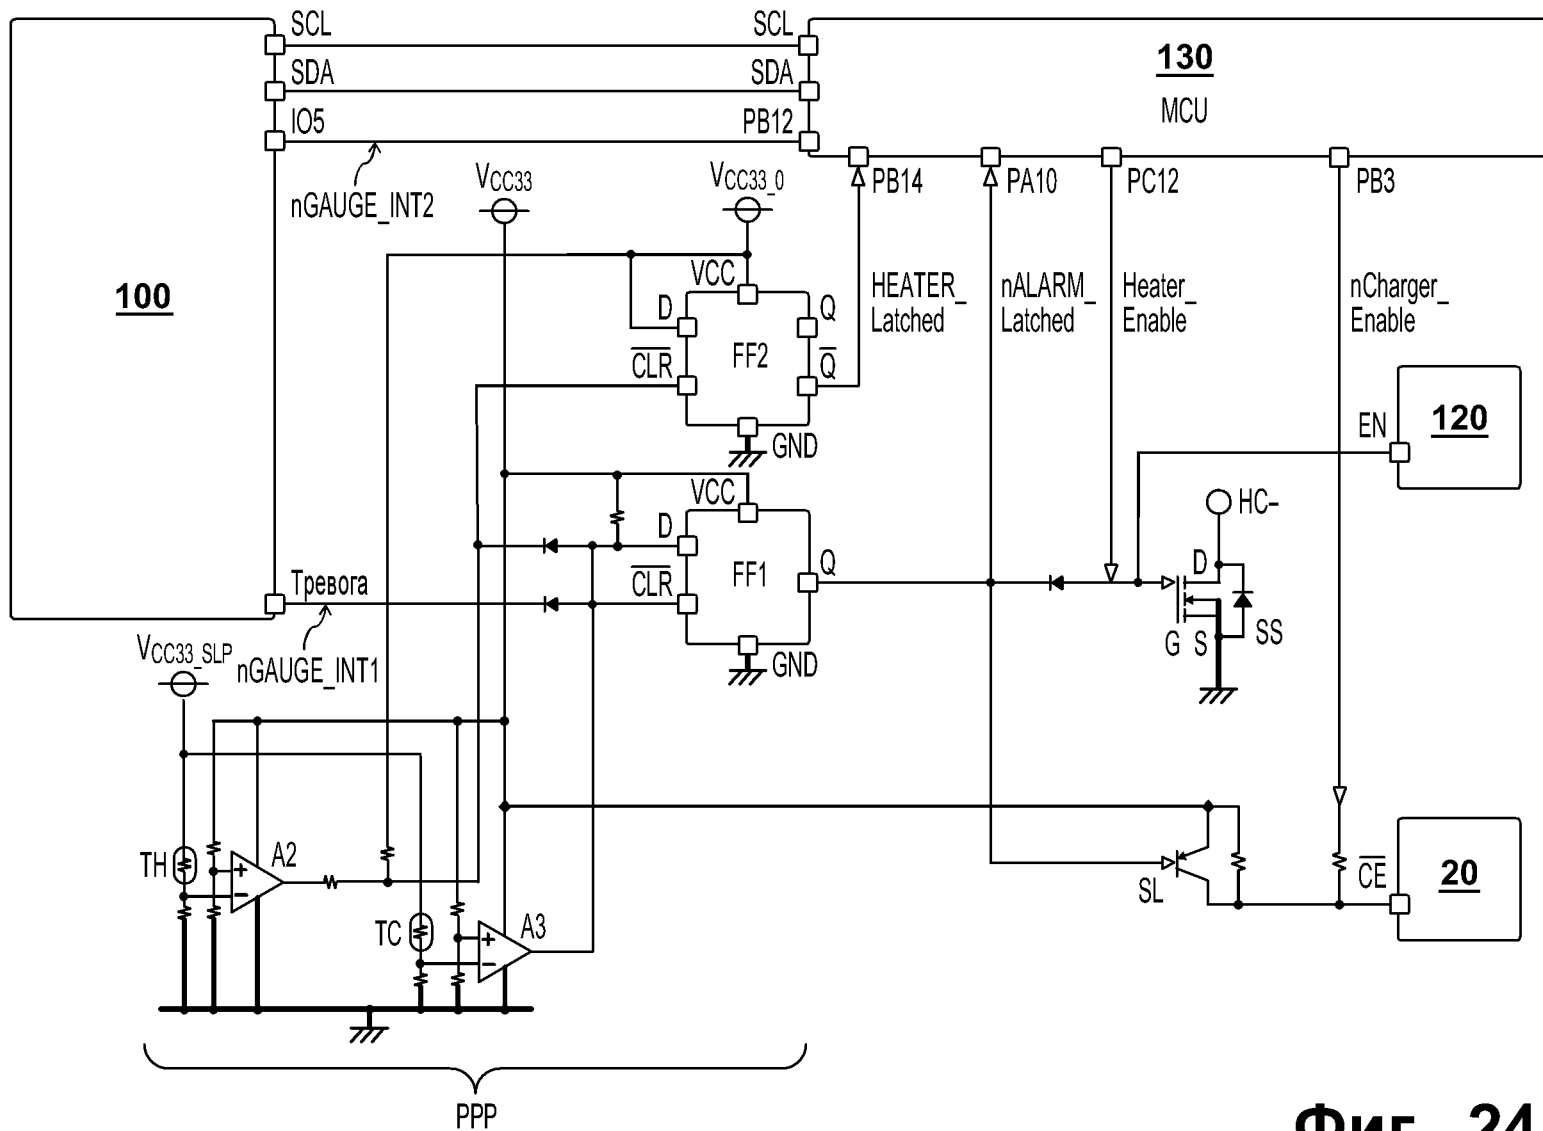 SCL
SCL
SDA
SDA
IO5
PB12
130
MCU
nGAUGE_INT2
VCC33
VCC33_0
PB14
PA10
PC12
PB3
100
VCC
D
Q
CLR
FF2
Q
GND
HEATER_
Latched
nALARM_
Latched
Heater_
Enable
nCharger_
Enable
EN
120
VCC
D
Q
CLR
FF1
GND
HC–
D
G
S
SS
Тревога
nGAUGE_INT1
VCC33_SLP
TH
A2
+
−
TC
A3
+
−
SL
CE
20
PPP
Фиг. 24